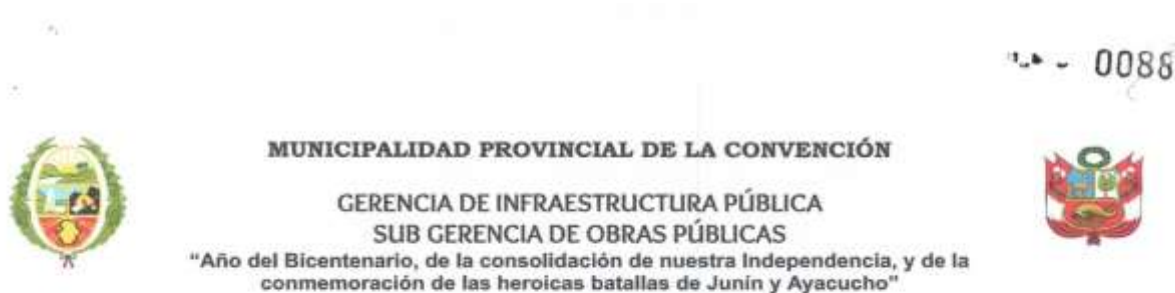 0086
MUNICIPALIDAD PROVINCIAL DE LA CONVENCIÓN
GERENCIA DE INFRAESTRUCTURA PÚBLICA
SUB GERENCIA DE OBRAS PÚBLICAS
"Año del Bicentenario, de la consolidación de nuestra Independencia, y de la
conmemoración de las heroicas batallas de Junín y Ayacucho"